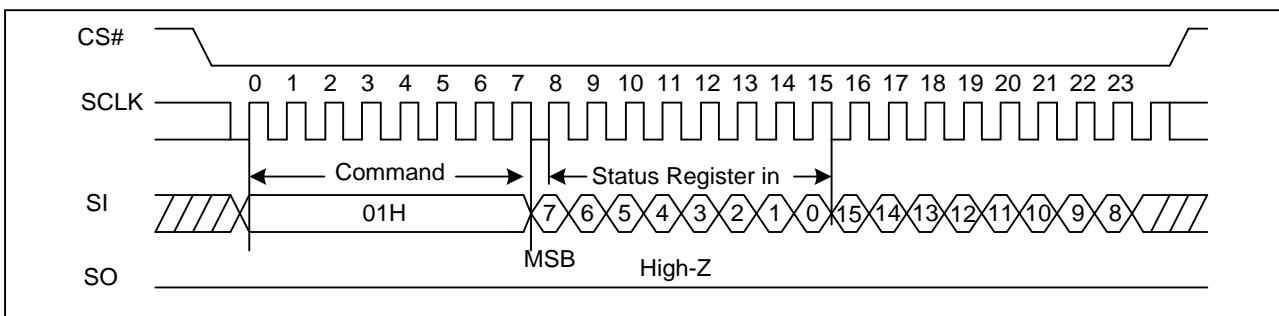 CS#
0 1 2 3 4 5 6 7 8 9 10 11 12 13 14 15 16 17 18 19 20 21 22 23
SCLK
Command Status Register in
SI 01H 7 6 5 4 3 2 1 0 15 14 13 12 11 10 9 8
MSB High-Z
SO